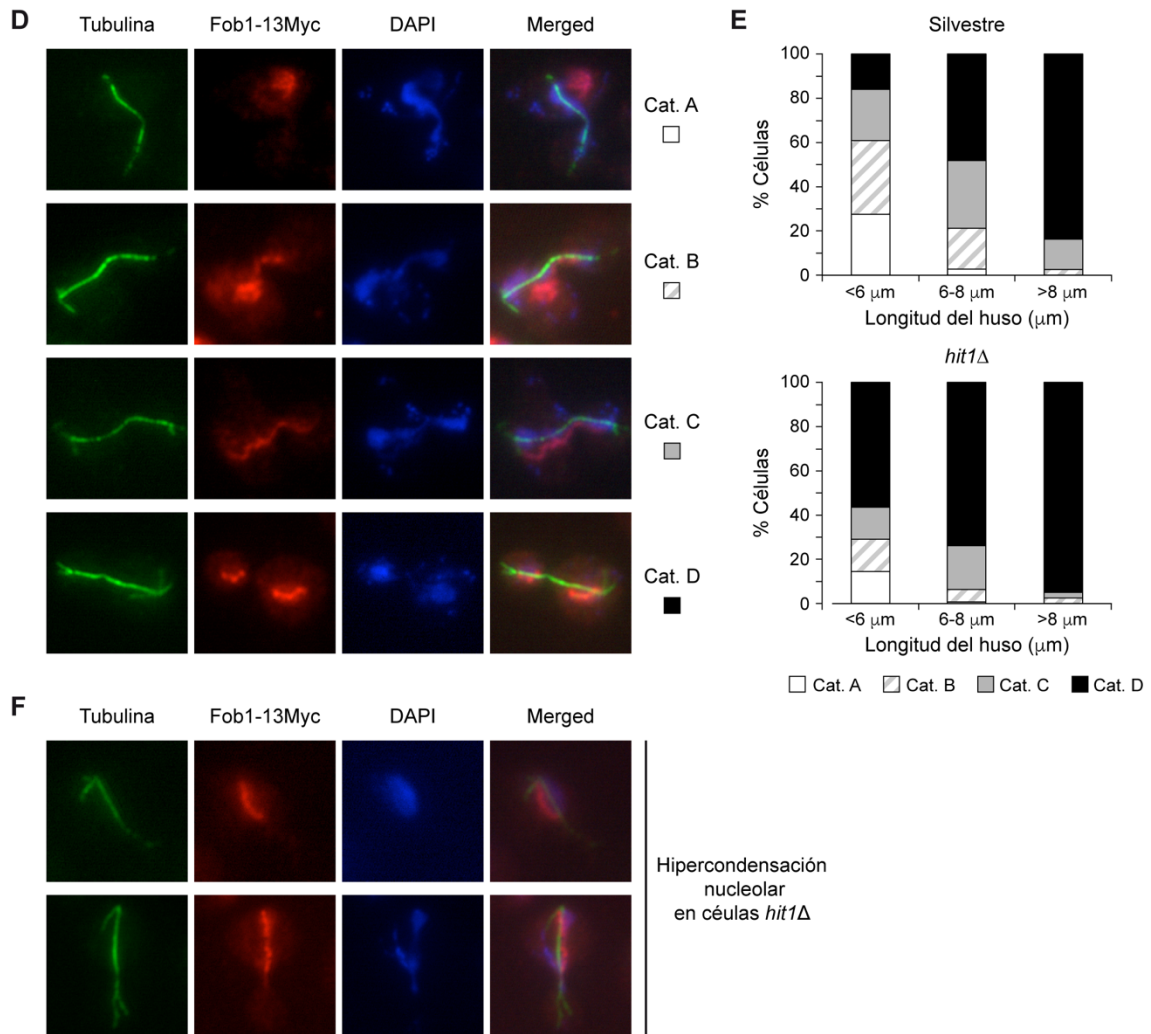 D
Tubulina
Fob1-13Myc
DAPI
Merged
Cat. A
Cat. B
Cat. C
Cat. D
E
Silvestre
100
80
60
40
20
0
% Células
<6 μm
6-8 μm
>8 μm
Longitud del huso (μm)
hit1Δ
100
80
60
40
20
0
% Células
<6 μm
6-8 μm
>8 μm
Longitud del huso (μm)
Cat. A
Cat. B
Cat. C
Cat. D
F
Tubulina
Fob1-13Myc
DAPI
Merged
Hipercondensación
nucleolar
en céulas hit1Δ